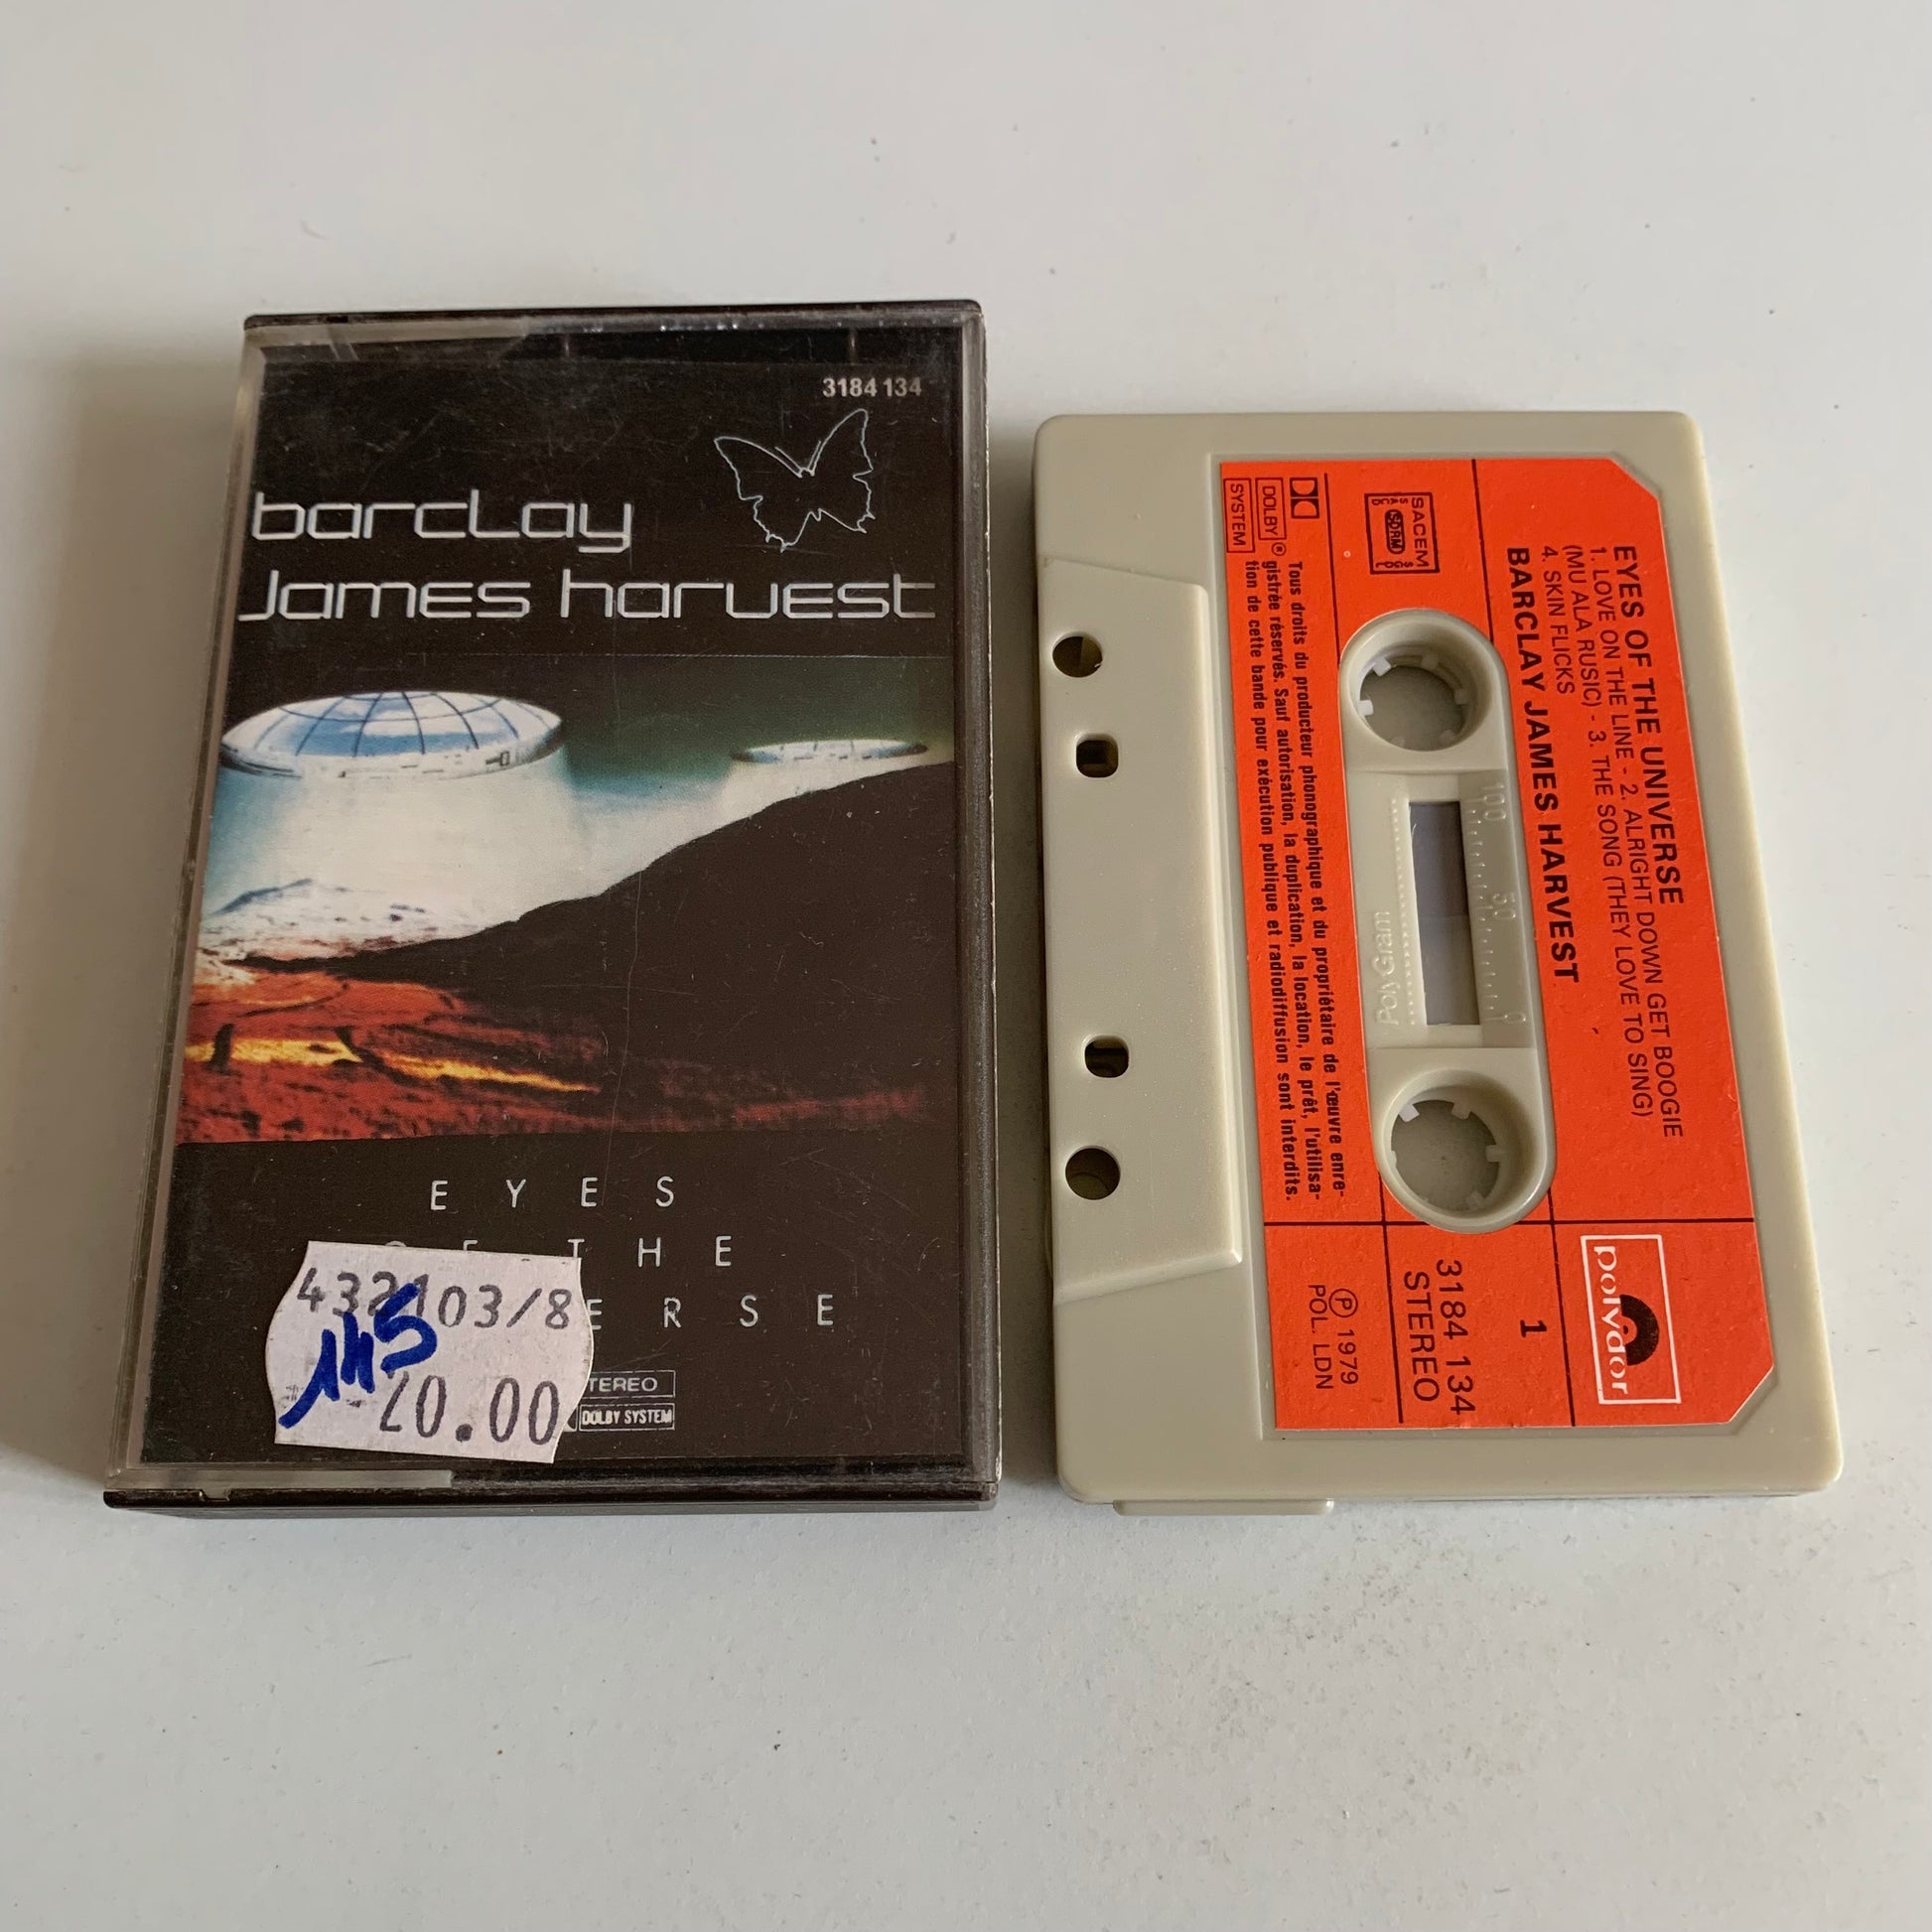 3184 134
barclay
James harvest
E Y E S
T H E
E R S E
432103/8
145
20.00
TEREO
DOLBY SYSTEM
EYES OF THE UNIVERSE
1. LOVE ON THE LINE - 2. ALRIGHT DOWN GET BOOGIE
(MU ALA RUSIC) - 3. THE SONG (THEY LOVE TO SING)
4. SKIN FLICKS
BARCLAY JAMES HARVEST
SACEM
SDRM
polydor
1
3184 134
STEREO
℗ 1979
POL. LDN
100 50 0
PolyGram
DOLBY®
SYSTEM
Tous droits du producteur phonographique et du propriétaire de l'œuvre enre-
gistrée réservés. Sauf autorisation, la duplication, la location, le prêt, l'utilisa-
tion de cette bande pour exécution publique et radiodiffusion sont interdits.